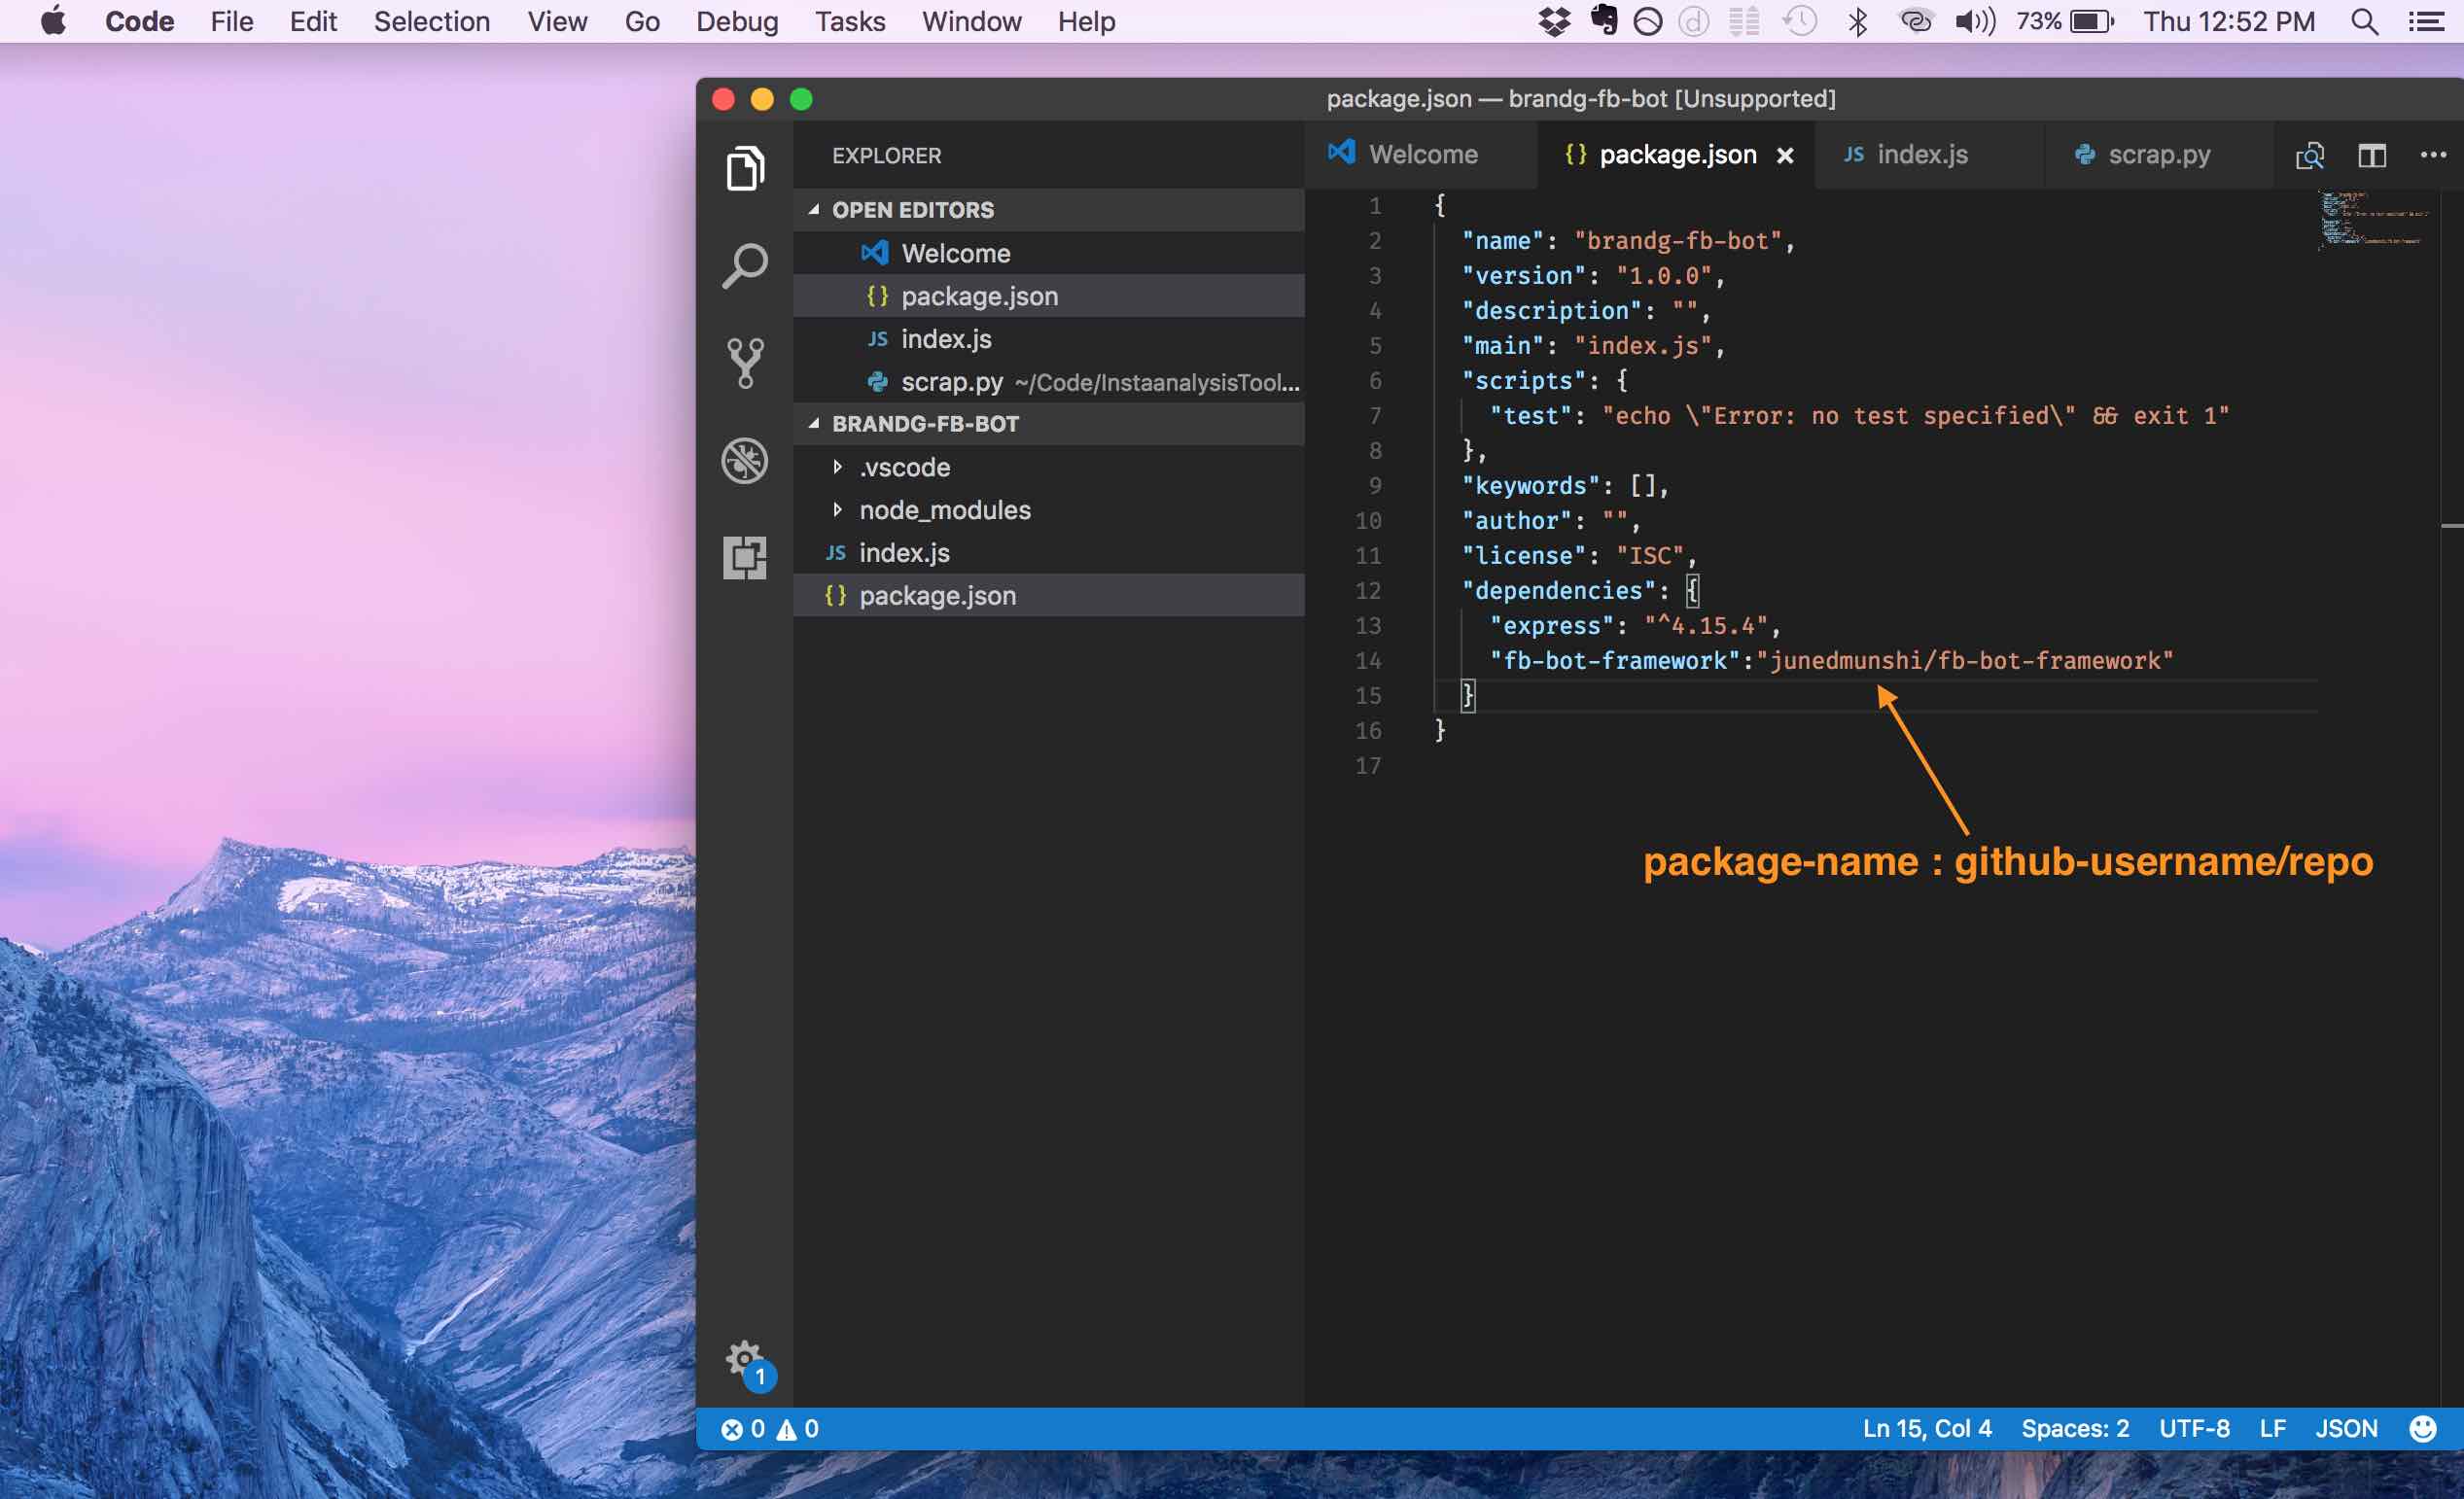 Code File Edit Selection View Go Debug Tasks Window Help 73% Thu 12:52 PM
package.json — brandg-fb-bot [Unsupported]
EXPLORER
OPEN EDITORS
Welcome
{} package.json
JS index.js
scrap.py ~/Code/InstaanalysisTool...
BRANDG-FB-BOT
.vscode
node_modules
JS index.js
{} package.json
1
Welcome {} package.json JS index.js scrap.py
1 {
2 "name": "brandg-fb-bot",
3 "version": "1.0.0",
4 "description": "",
5 "main": "index.js",
6 "scripts": {
7 "test": "echo \"Error: no test specified\" && exit 1"
8 },
9 "keywords": [],
10 "author": "",
11 "license": "ISC",
12 "dependencies": {
13 "express": "^4.15.4",
14 "fb-bot-framework":"junedmunshi/fb-bot-framework"
15 }
16 }
17
package-name : github-username/repo
0 0 Ln 15, Col 4 Spaces: 2 UTF-8 LF JSON